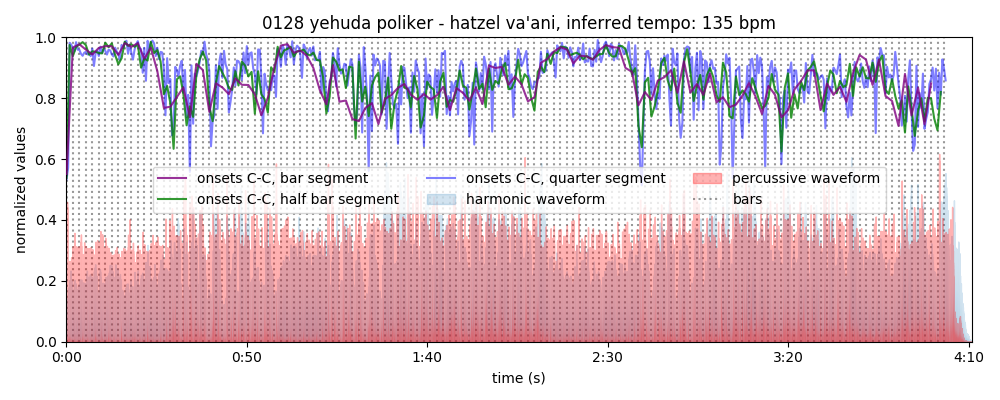 0128 yehuda poliker - hatzel va'ani, inferred tempo: 135 bpm
1.0
0.8
0.6
0.4
0.2
0.0
normalized values
onsets C-C, bar segment
onsets C-C, half bar segment
onsets C-C, quarter segment
harmonic waveform
percussive waveform
bars
0:00 0:50 1:40 2:30 3:20 4:10
time (s)